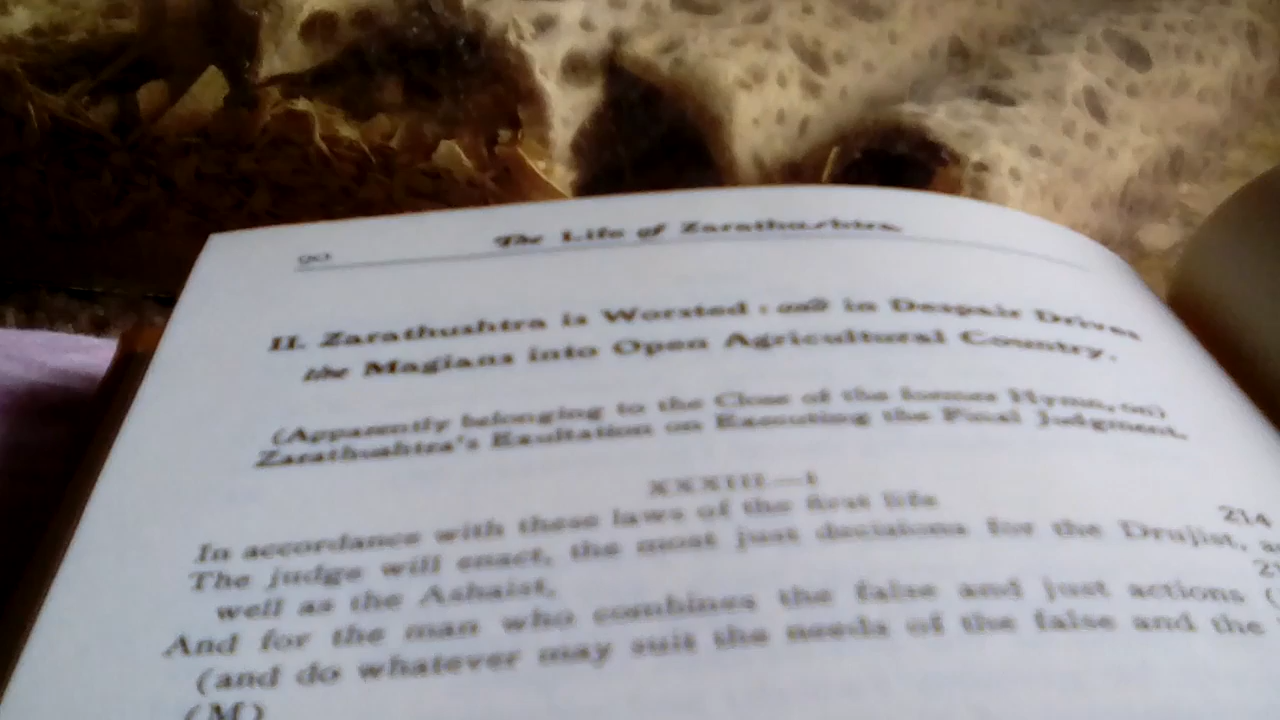 90
The Life of Zarathushtra
II. Zarathushtra is Worsted : and in Despair Drives
the Magians into Open Agricultural Country.
(Apparently belonging to the Close of the former Hymn, on)
Zarathushtra's Exultation on Executing the Final Judgment.
XXXIII.—1
In accordance with these laws of the first life
214
The judge will enact, the most just decisions for the Drujist,
well as the Ashaist,
And for the man who combines the false and just actions (
(and do whatever may suit the needs of the false and the
(M)